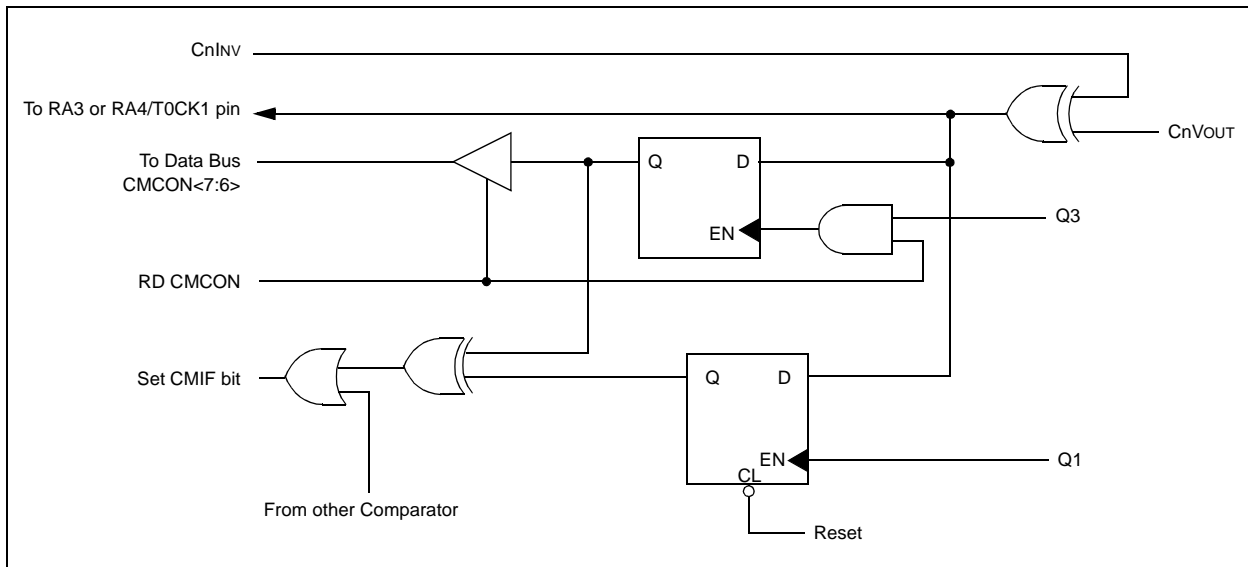 CnINV
To RA3 or RA4/T0CK1 pin
CnVOUT
To Data Bus
CMCON<7:6>
Q
D
EN
Q3
RD CMCON
Set CMIF bit
Q
D
EN
CL
Q1
From other Comparator
Reset